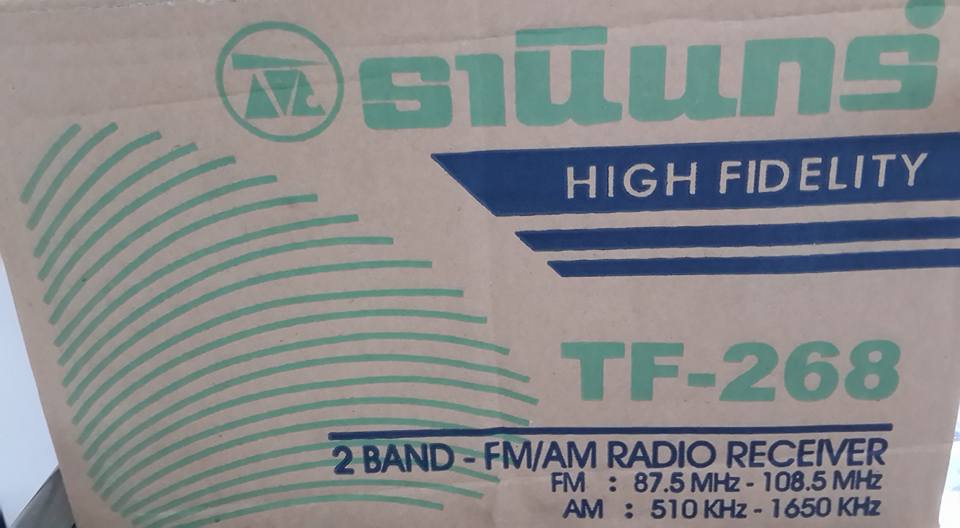 ธานินทร์
HIGH FIDELITY
TF-268
2 BAND - FM/AM RADIO RECEIVER
FM : 87.5 MHz - 108.5 MHz
AM : 510 KHz - 1650 KHz